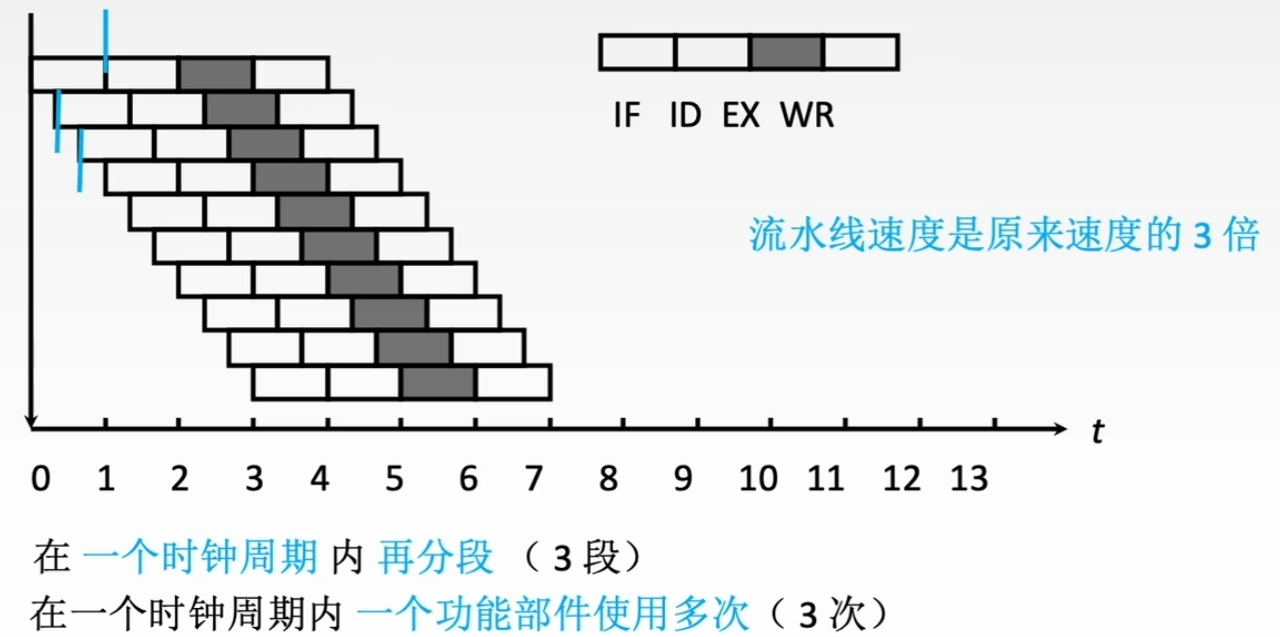 IF ID EX WR
流水线速度是原来速度的 3 倍
t
0 1 2 3 4 5 6 7 8 9 10 11 12 13
在 一个时钟周期 内 再分段 （ 3 段）
在一个时钟周期内 一个功能部件使用多次（ 3 次）